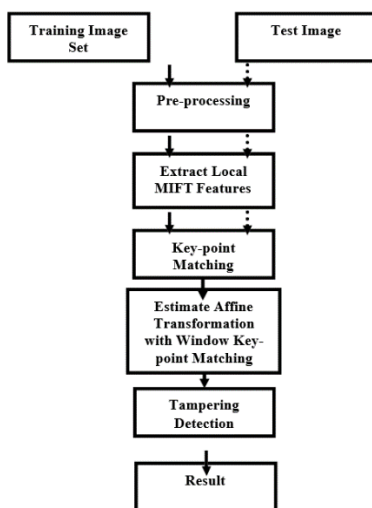 Training Image
Set
Test Image
Pre-processing
Extract Local
MIFT Features
Key-point
Matching
Estimate Affine
Transformation
with Window Key-
point Matching
Tampering
Detection
Result